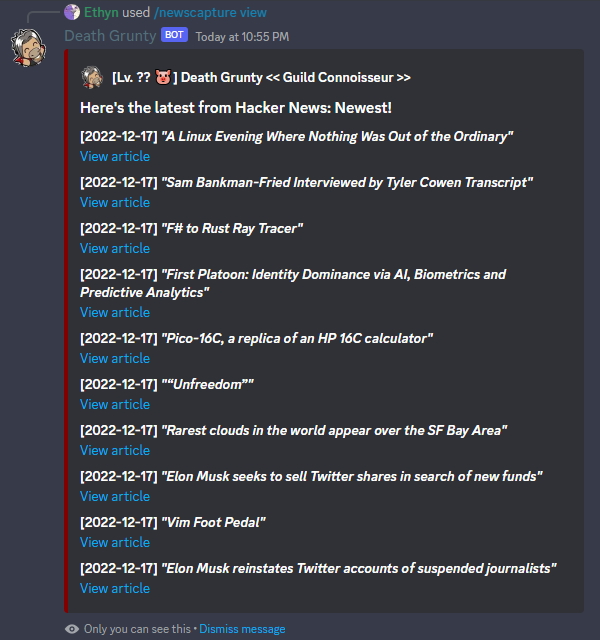 Ethyn used /newscapture view
Death Grunty BOT Today at 10:55 PM
[Lv. ?? 🐷] Death Grunty << Guild Connoisseur >>
Here's the latest from Hacker News: Newest!
[2022-12-17] "A Linux Evening Where Nothing Was Out of the Ordinary"
View article
[2022-12-17] "Sam Bankman-Fried Interviewed by Tyler Cowen Transcript"
View article
[2022-12-17] "F# to Rust Ray Tracer"
View article
[2022-12-17] "First Platoon: Identity Dominance via AI, Biometrics and
Predictive Analytics"
View article
[2022-12-17] "Pico-16C, a replica of an HP 16C calculator"
View article
[2022-12-17] "“Unfreedom”"
View article
[2022-12-17] "Rarest clouds in the world appear over the SF Bay Area"
View article
[2022-12-17] "Elon Musk seeks to sell Twitter shares in search of new funds"
View article
[2022-12-17] "Vim Foot Pedal"
View article
[2022-12-17] "Elon Musk reinstates Twitter accounts of suspended journalists"
View article
Only you can see this • Dismiss message